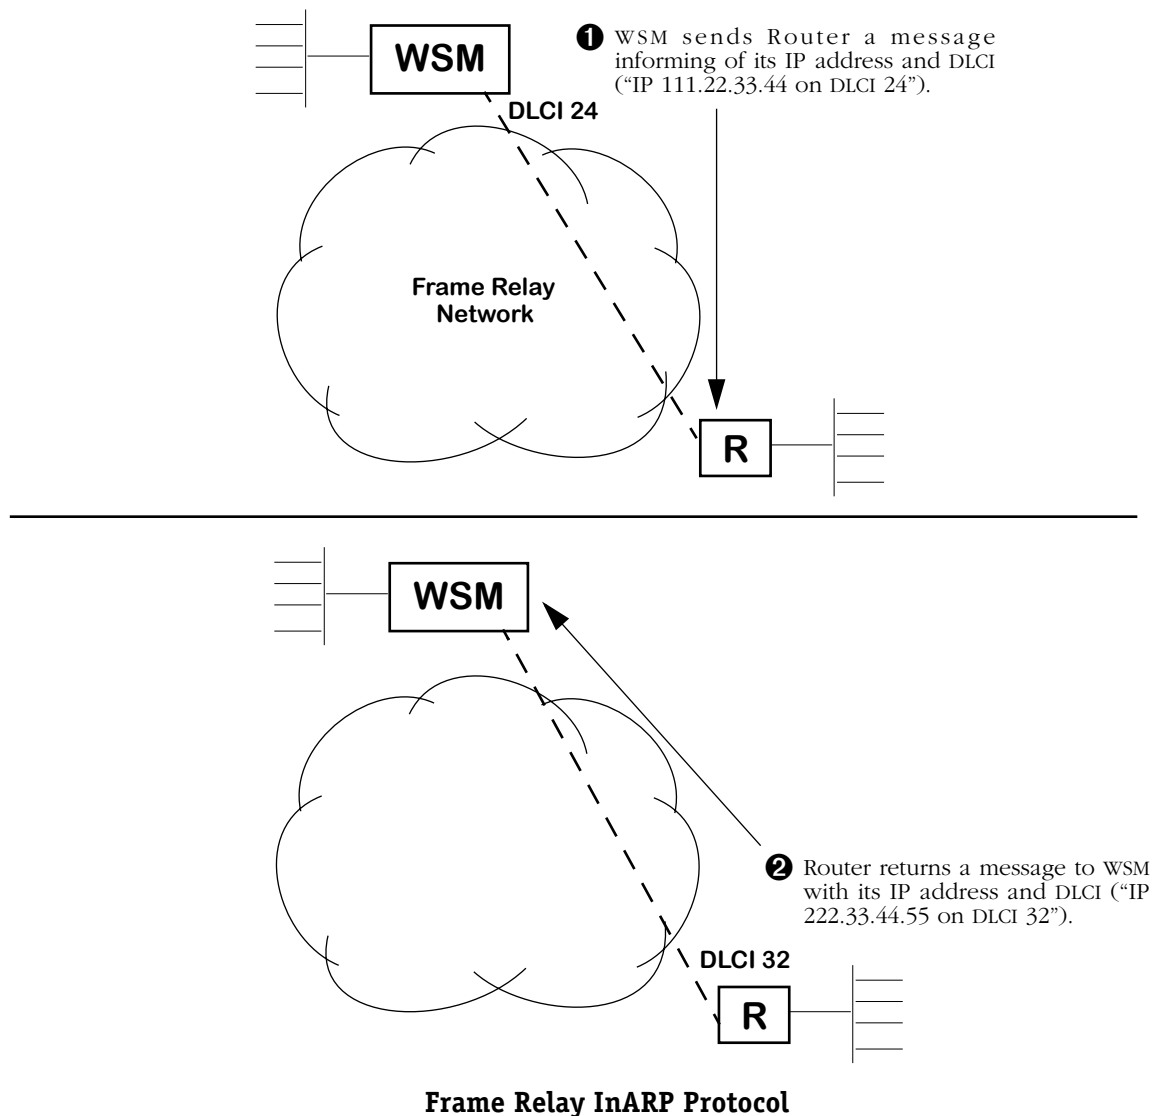 WSM
❶ WSM sends Router a message
informing of its IP address and DLCI
(“IP 111.22.33.44 on DLCI 24”).
DLCI 24
Frame Relay
Network
R
WSM
❷ Router returns a message to WSM
with its IP address and DLCI (“IP
222.33.44.55 on DLCI 32”).
DLCI 32
R
Frame Relay InARP Protocol